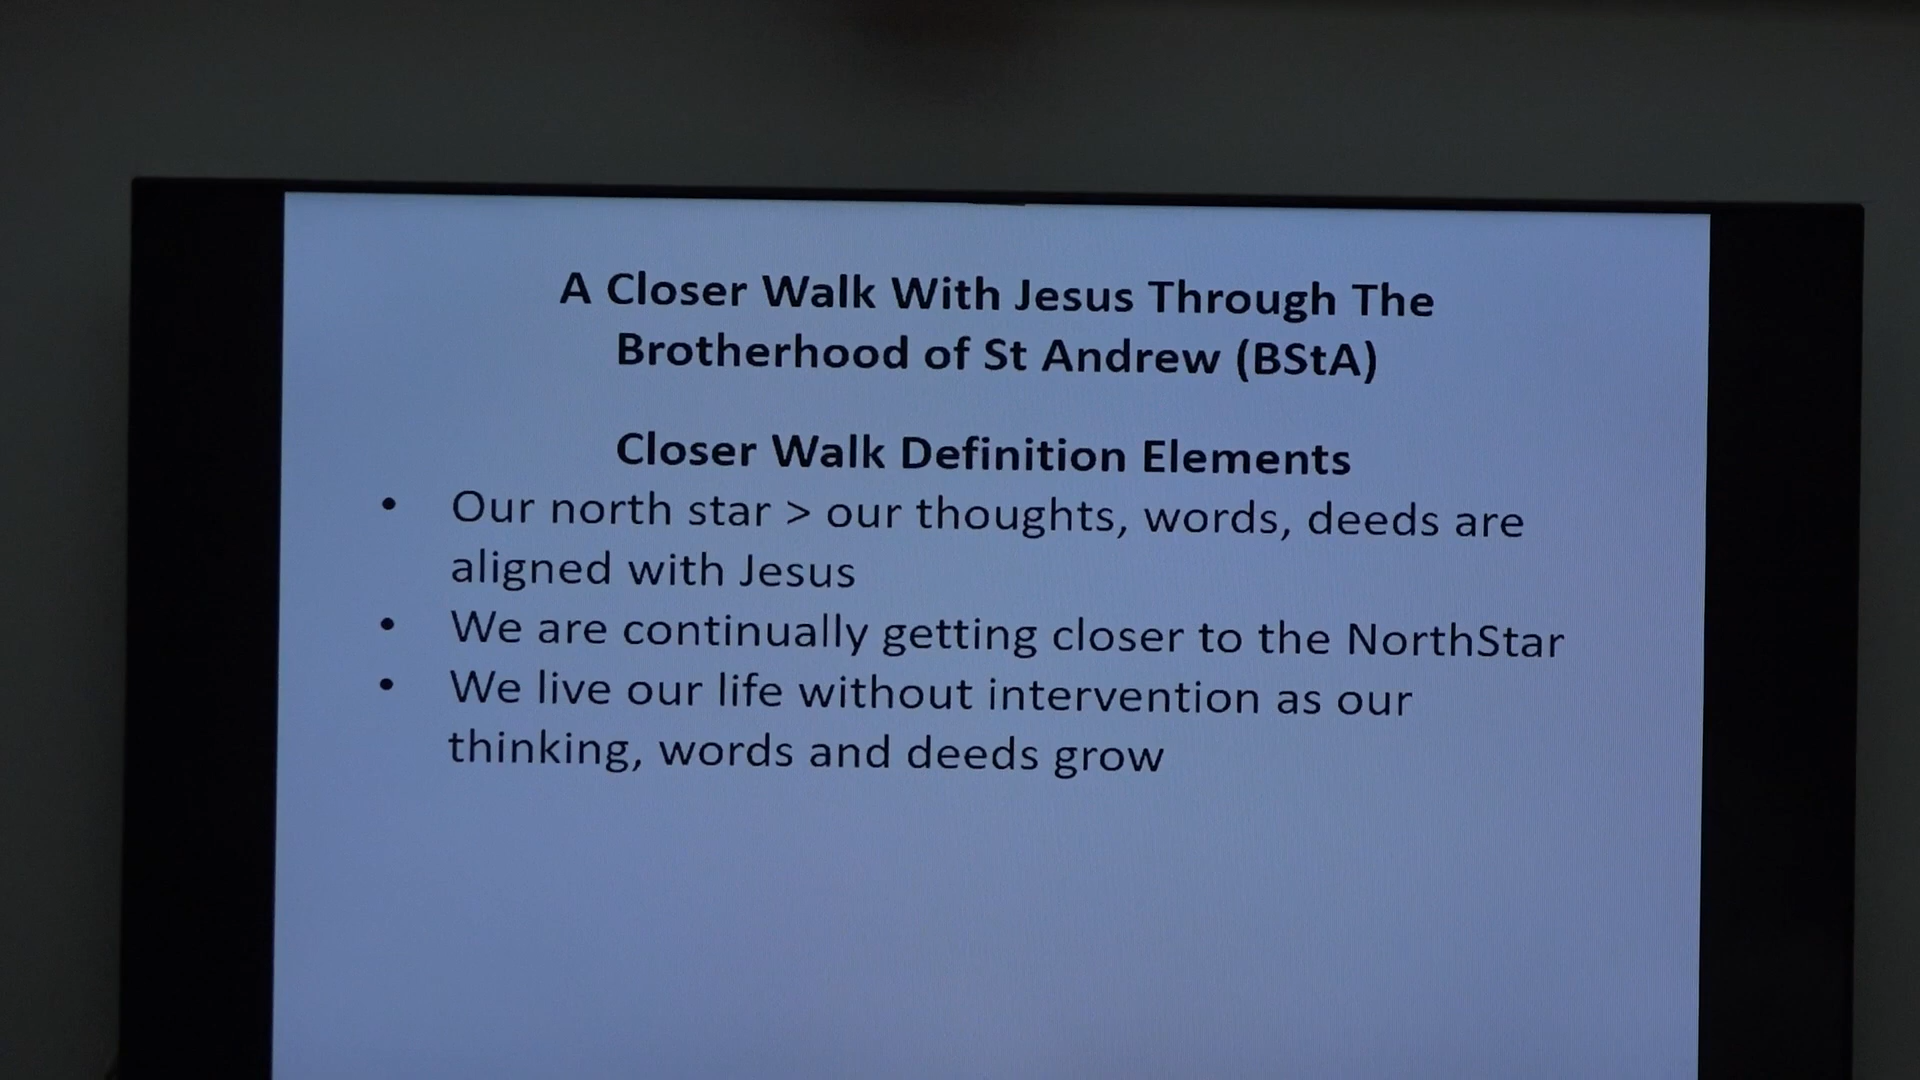 A Closer Walk With Jesus Through The
Brotherhood of St Andrew (BStA)
Closer Walk Definition Elements
• Our north star > our thoughts, words, deeds are
aligned with Jesus
• We are continually getting closer to the NorthStar
• We live our life without intervention as our
thinking, words and deeds grow